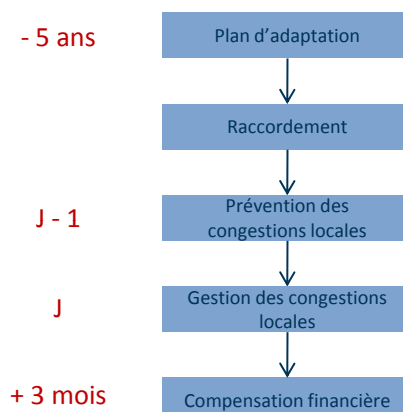 - 5 ans
Plan d'adaptation
Raccordement
J - 1
Prévention des
congestions locales
J
Gestion des congestions
locales
+ 3 mois
Compensation financière